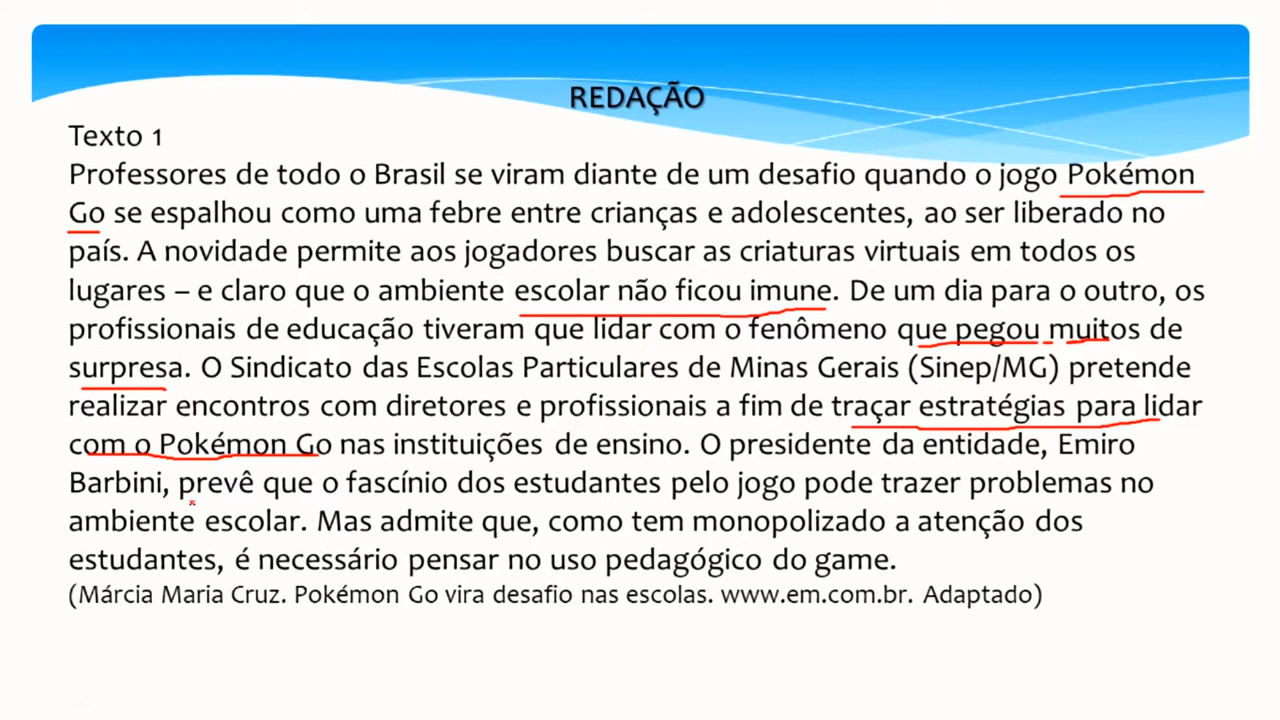 REDAÇÃO
Texto 1
Professores de todo o Brasil se viram diante de um desafio quando o jogo Pokémon
Go se espalhou como uma febre entre crianças e adolescentes, ao ser liberado no
país. A novidade permite aos jogadores buscar as criaturas virtuais em todos os
lugares – e claro que o ambiente escolar não ficou imune. De um dia para o outro, os
profissionais de educação tiveram que lidar com o fenômeno que pegou muitos de
surpresa. O Sindicato das Escolas Particulares de Minas Gerais (Sinep/MG) pretende
realizar encontros com diretores e profissionais a fim de traçar estratégias para lidar
com o Pokémon Go nas instituições de ensino. O presidente da entidade, Emiro
Barbini, prevê que o fascínio dos estudantes pelo jogo pode trazer problemas no
ambiente escolar. Mas admite que, como tem monopolizado a atenção dos
estudantes, é necessário pensar no uso pedagógico do game.
(Márcia Maria Cruz. Pokémon Go vira desafio nas escolas. www.em.com.br. Adaptado)